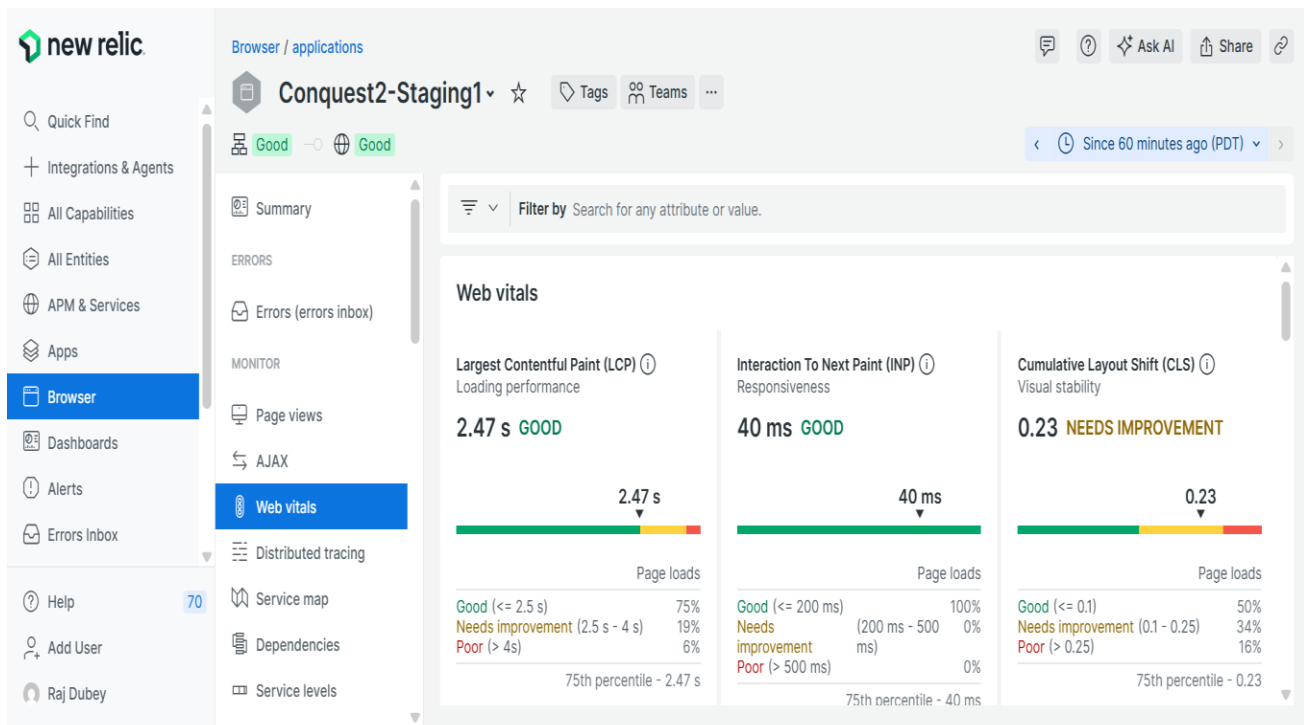 new relic
Quick Find
Integrations & Agents
All Capabilities
All Entities
APM & Services
Apps
Browser
Dashboards
Alerts
Errors Inbox
Help 70
Add User
Raj Dubey
Browser / applications
Ask AI Share
Conquest2-Staging1 Tags Teams ...
Good Good
Since 60 minutes ago (PDT)
Summary
ERRORS
Errors (errors inbox)
MONITOR
Page views
AJAX
Web vitals
Distributed tracing
Service map
Dependencies
Service levels
Filter by Search for any attribute or value.
Web vitals
Largest Contentful Paint (LCP)
Loading performance
2.47 s GOOD
2.47 s
Page loads
Good (<= 2.5 s) 75%
Needs improvement (2.5 s - 4 s) 19%
Poor (> 4s) 6%
75th percentile - 2.47 s
Interaction To Next Paint (INP)
Responsiveness
40 ms GOOD
40 ms
Page loads
Good (<= 200 ms) 100%
Needs (200 ms - 500 0%
improvement ms)
Poor (> 500 ms) 0%
75th percentile - 40 ms
Cumulative Layout Shift (CLS)
Visual stability
0.23 NEEDS IMPROVEMENT
0.23
Page loads
Good (<= 0.1) 50%
Needs improvement (0.1 - 0.25) 34%
Poor (> 0.25) 16%
75th percentile - 0.23